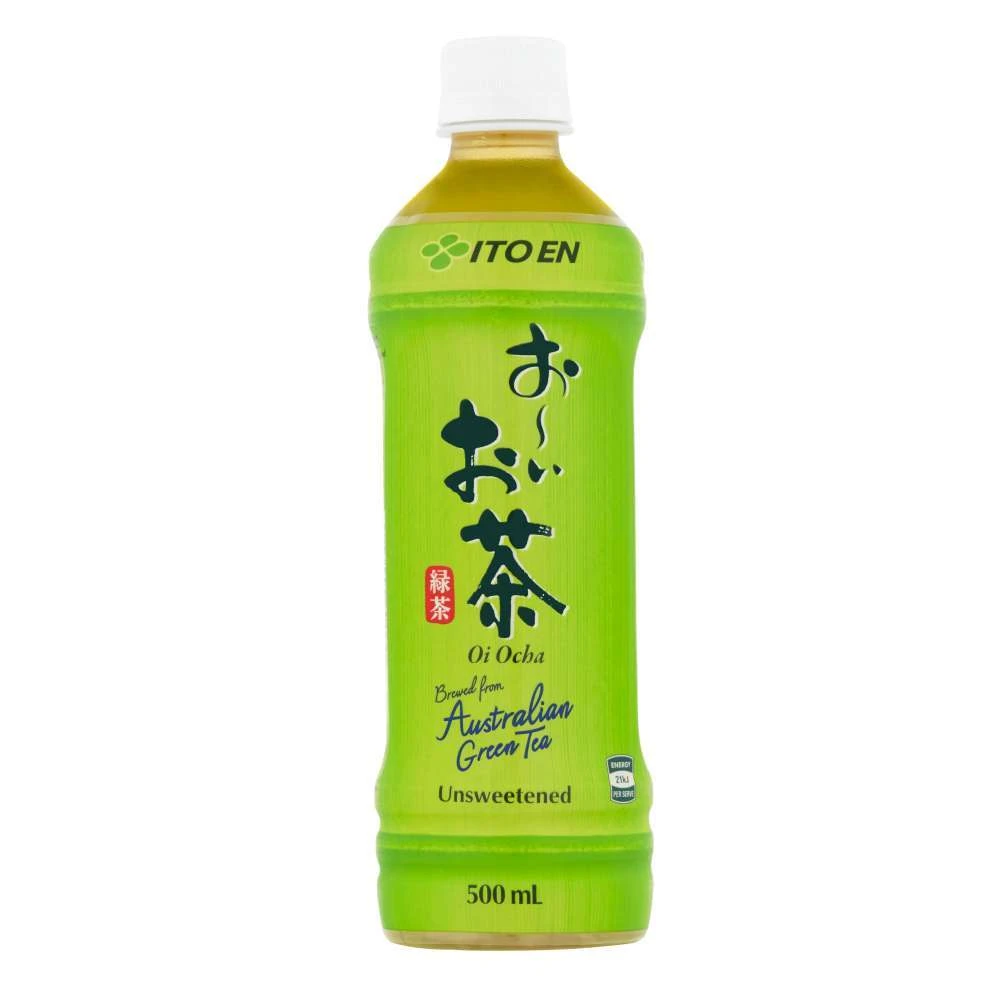 ITO EN
お〜い
お茶
緑茶
Oi Ocha
Brewed from
Australian
Green Tea
Unsweetened
ENERGY
21kJ
PER SERVE
500 mL